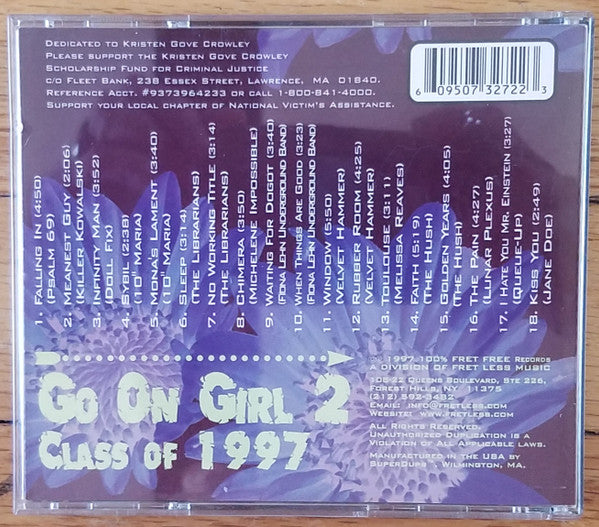 Dedicated to Kristen Gove Crowley
Please support the Kristen Gove Crowley
Scholarship Fund for Criminal Justice
c/o Fleet Bank, 238 Essex Street, Lawrence, MA 01840.
Reference Acct. #9373964233 or call 1-800-841-4000.
Support your local chapter of National Victim's Assistance.
6 09507 32722 3
1. Falling In (4:50)
(Psalm 69)
2. Meanest Guy (2:06)
(Killer Kowalski)
3. Infinity Man (3:52)
(Doll Fix)
4. Sybil (2:38)
(10" Maria)
5. Mona's Lament (3:40)
(10" Maria)
6. Sleep (3:14)
(The Librarians)
7. No Working Title (3:14)
(The Librarians)
8. Chimera (3:50)
(Michelene Impossible)
9. Waiting For Dogot (3:40)
(Fiona Lehn Underground Band)
10. When Things Are Good (3:23)
(Fiona Lehn Underground Band)
11. Window (5:50)
(Velvet Hammer)
12. Rubber Room (4:25)
(Velvet Hammer)
13. Toulouse (3:11)
(Melissa Reaves)
14. Faith (5:19)
(The Hush)
15. Golden Years (4:05)
(The Hush)
16. The Pain (4:27)
(Lunar Plexus)
17. I Hate You Mr. Einstein (3:27)
(Queue-Up)
18. Kiss You (2:49)
(Jane Doe)
Go On Girl 2
Class of 1997
1997 100% Fret Free Records
A Division of Fret Less Music
105-22 Queens Boulevard, Ste 226,
Forest Hills, NY 11375
(212) 592-3482
Email: info@fretless.com
Website: www.fretless.com
All Rights Reserved.
Unauthorized Duplication is a
Violation of All Applicable Laws.
Manufactured in the USA by
SuperDups™, Wilmington, MA.